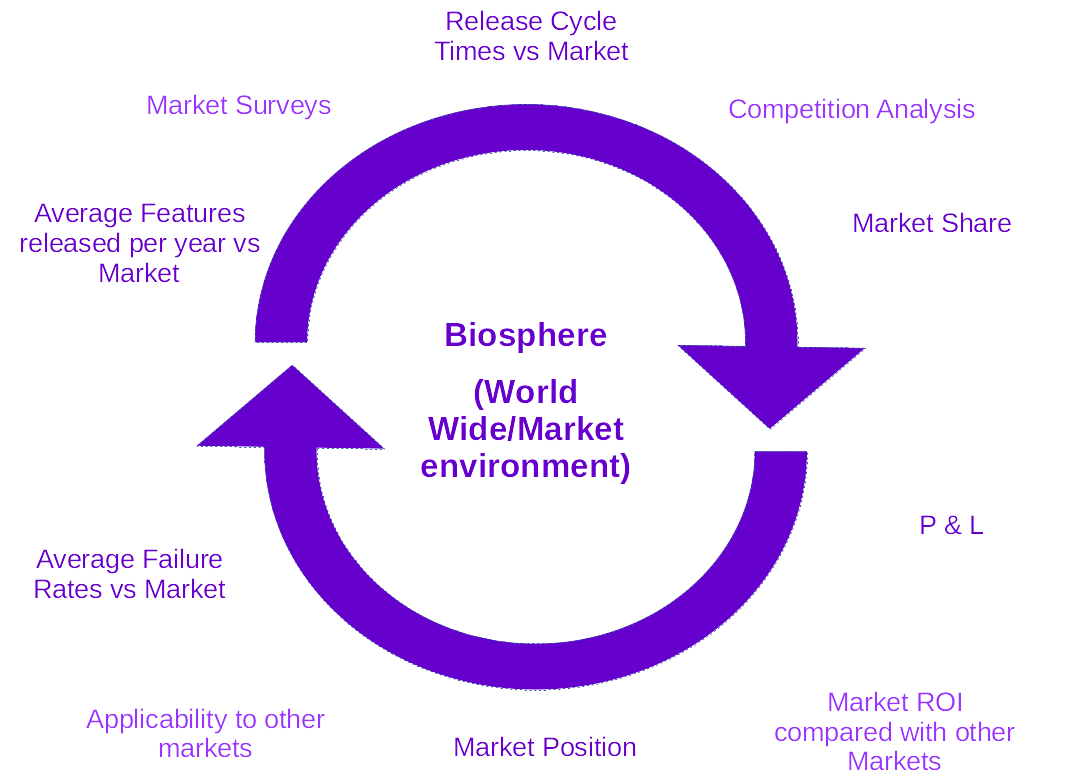 Release Cycle
Times vs Market
Market Surveys
Competition Analysis
Average Features
released per year vs
Market
Market Share
Biosphere
(World
Wide/Market
environment)
P & L
Average Failure
Rates vs Market
Market ROI
compared with other
Markets
Applicability to other
markets
Market Position